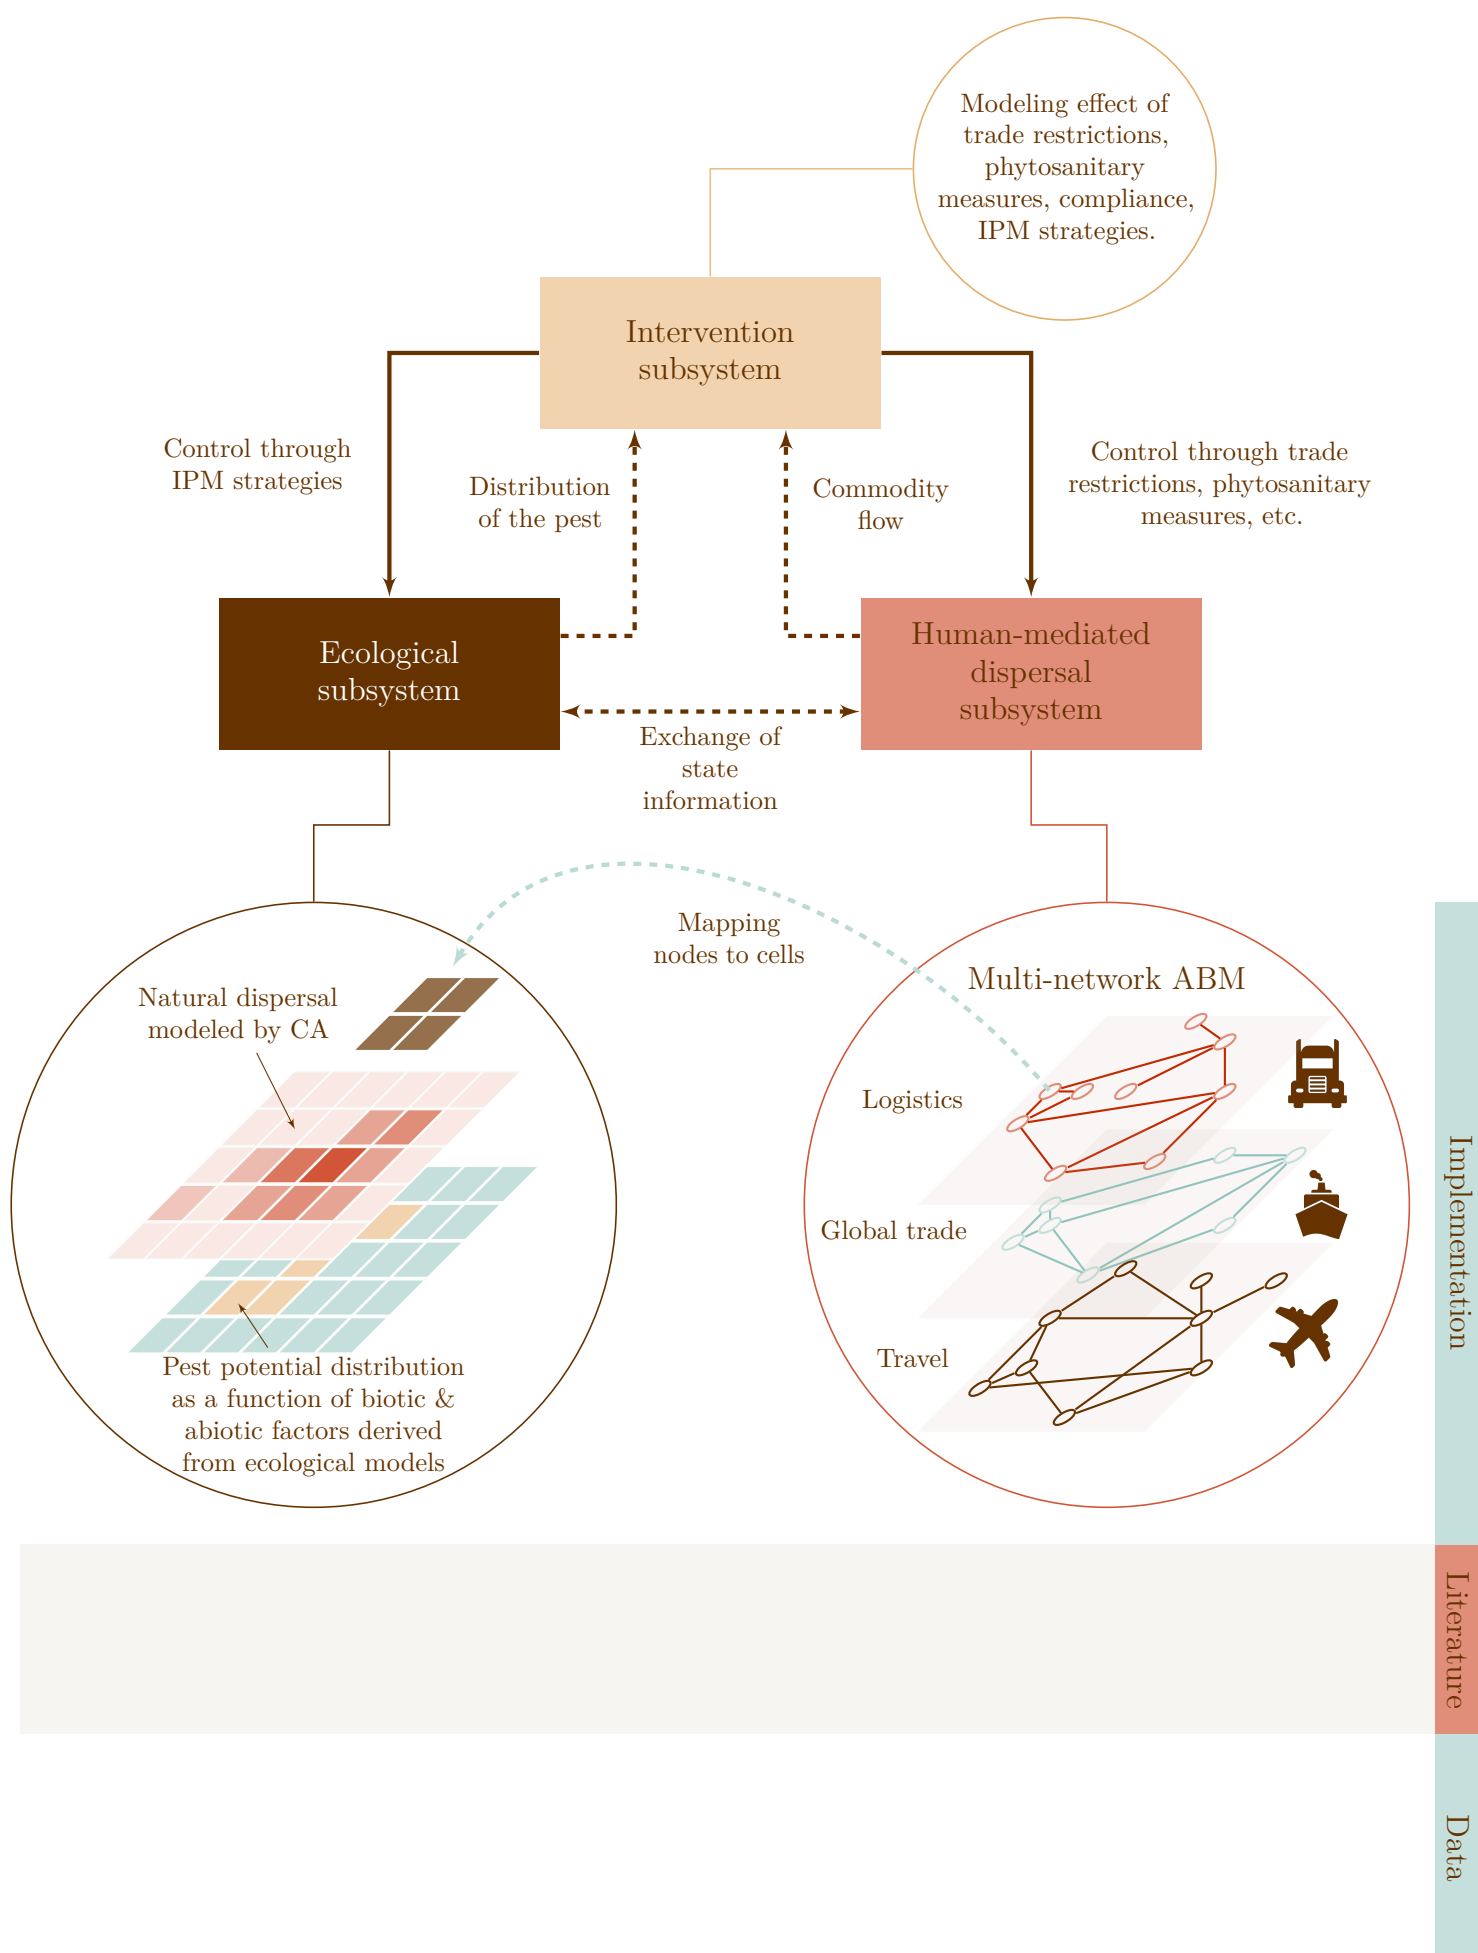 Modeling effect of
trade restrictions,
phytosanitary
measures, compliance,
IPM strategies.
Intervention
subsystem
Control through
IPM strategies
Distribution
of the pest
Commodity
flow
Control through trade
restrictions, phytosanitary
measures, etc.
Ecological
subsystem
Human-mediated
dispersal
subsystem
Exchange of
state
information
Mapping
nodes to cells
Natural dispersal
modeled by CA
Pest potential distribution
as a function of biotic &
abiotic factors derived
from ecological models
Multi-network ABM
Logistics
Global trade
Travel
Implementation
Literature
Data